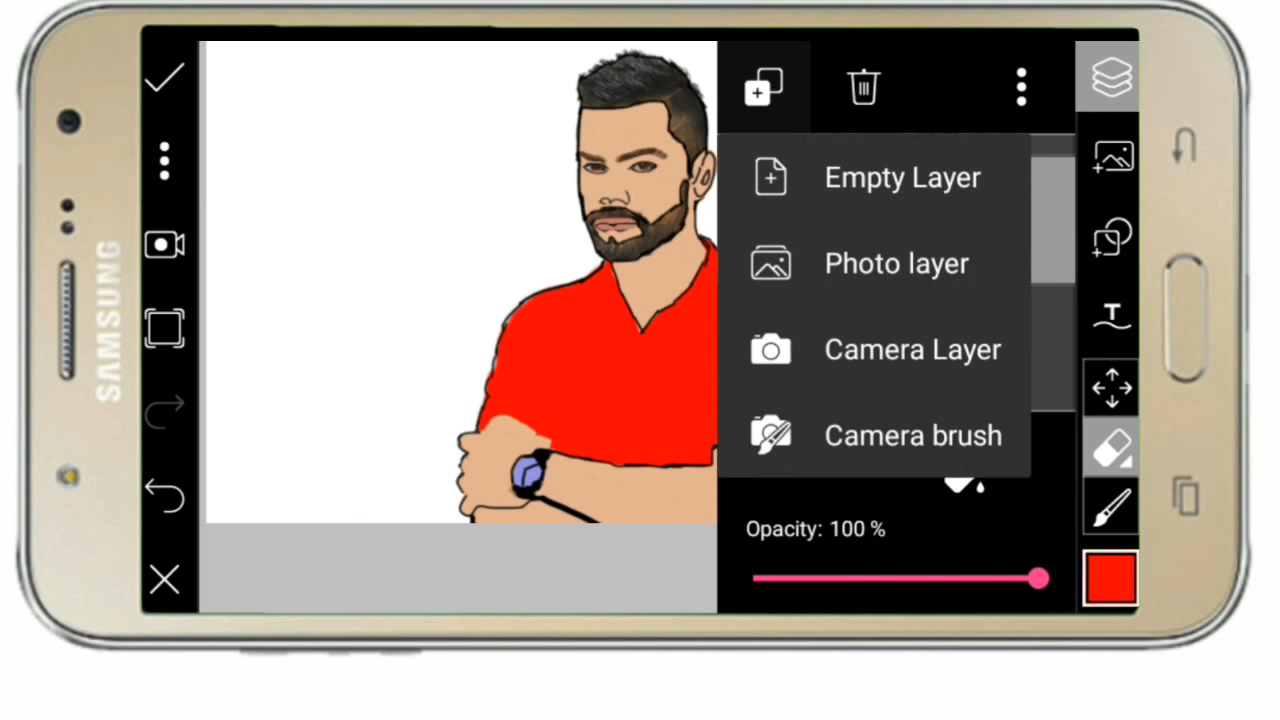 SAMSUNG
Empty Layer
Photo layer
Camera Layer
Camera brush
T
Opacity: 100 %